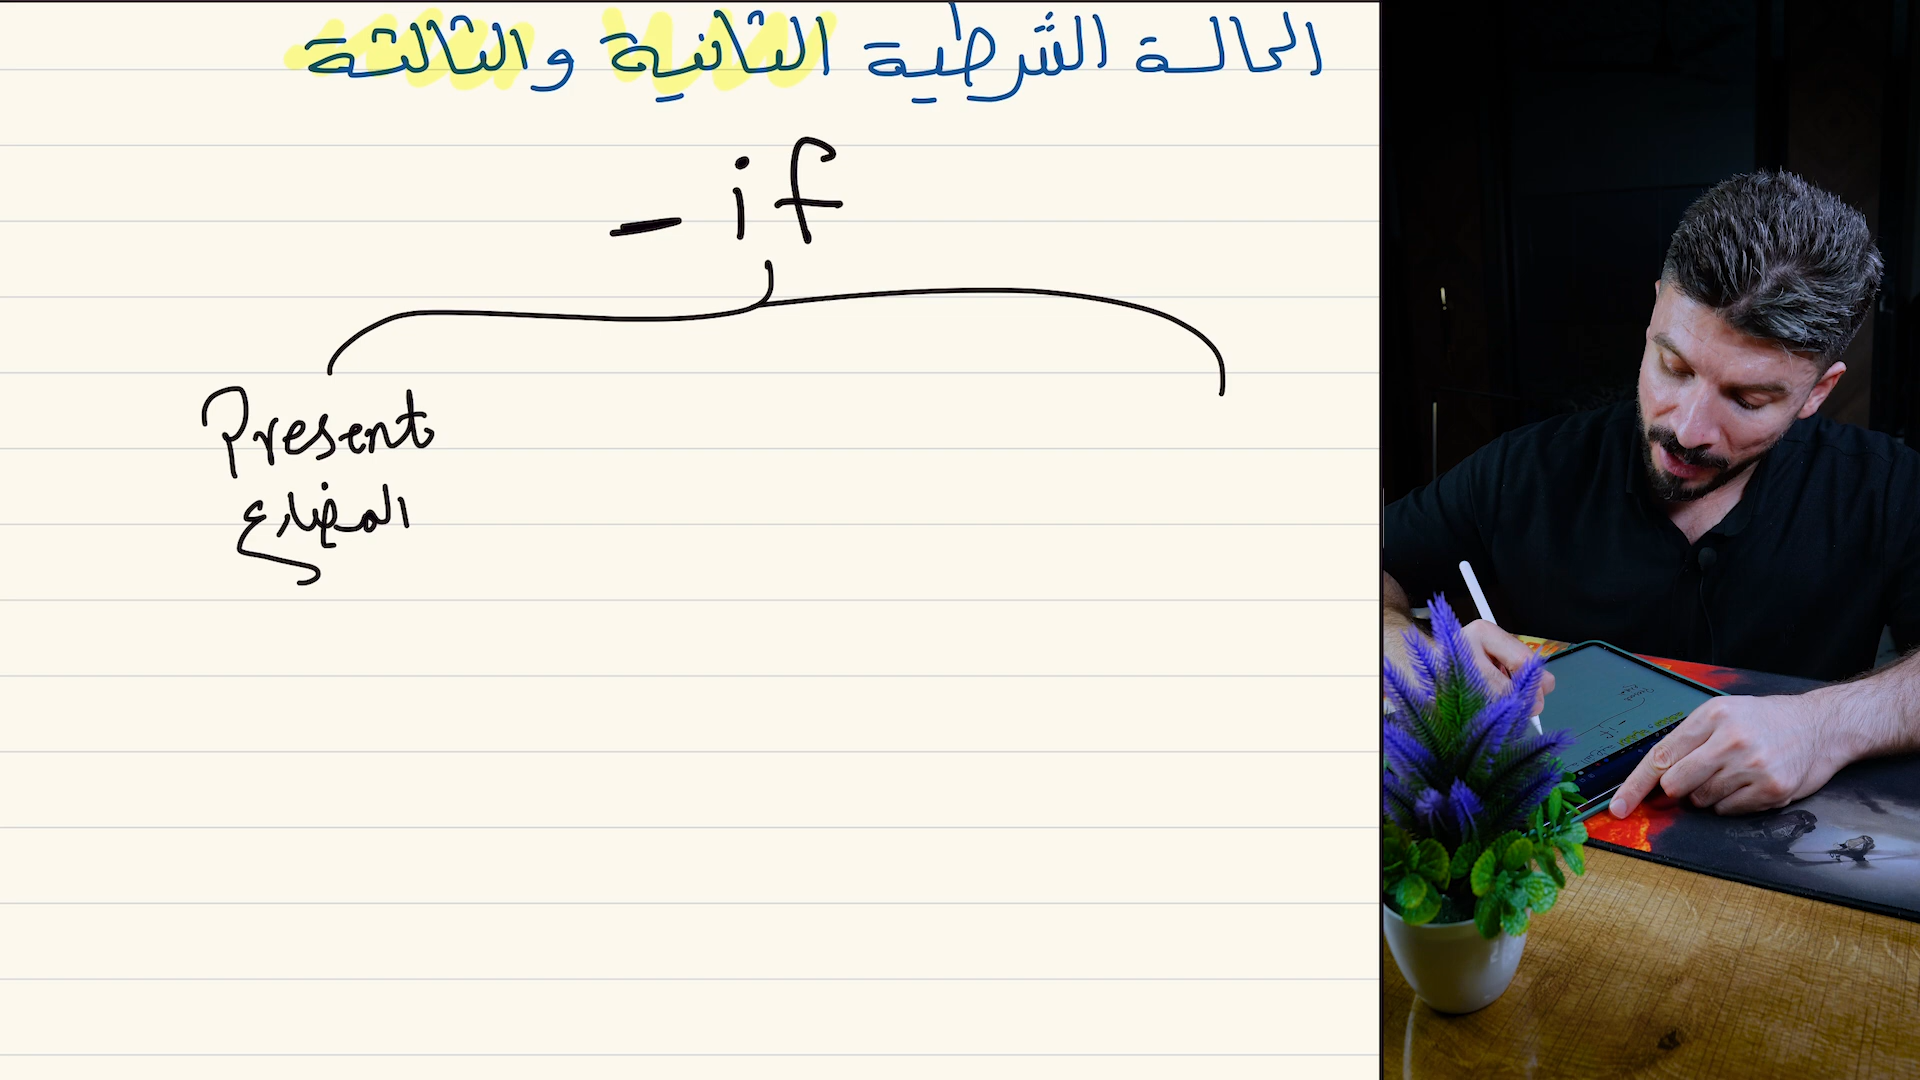 الحالة الشرطية الثانية والثالثة
- if
Present
المضارع